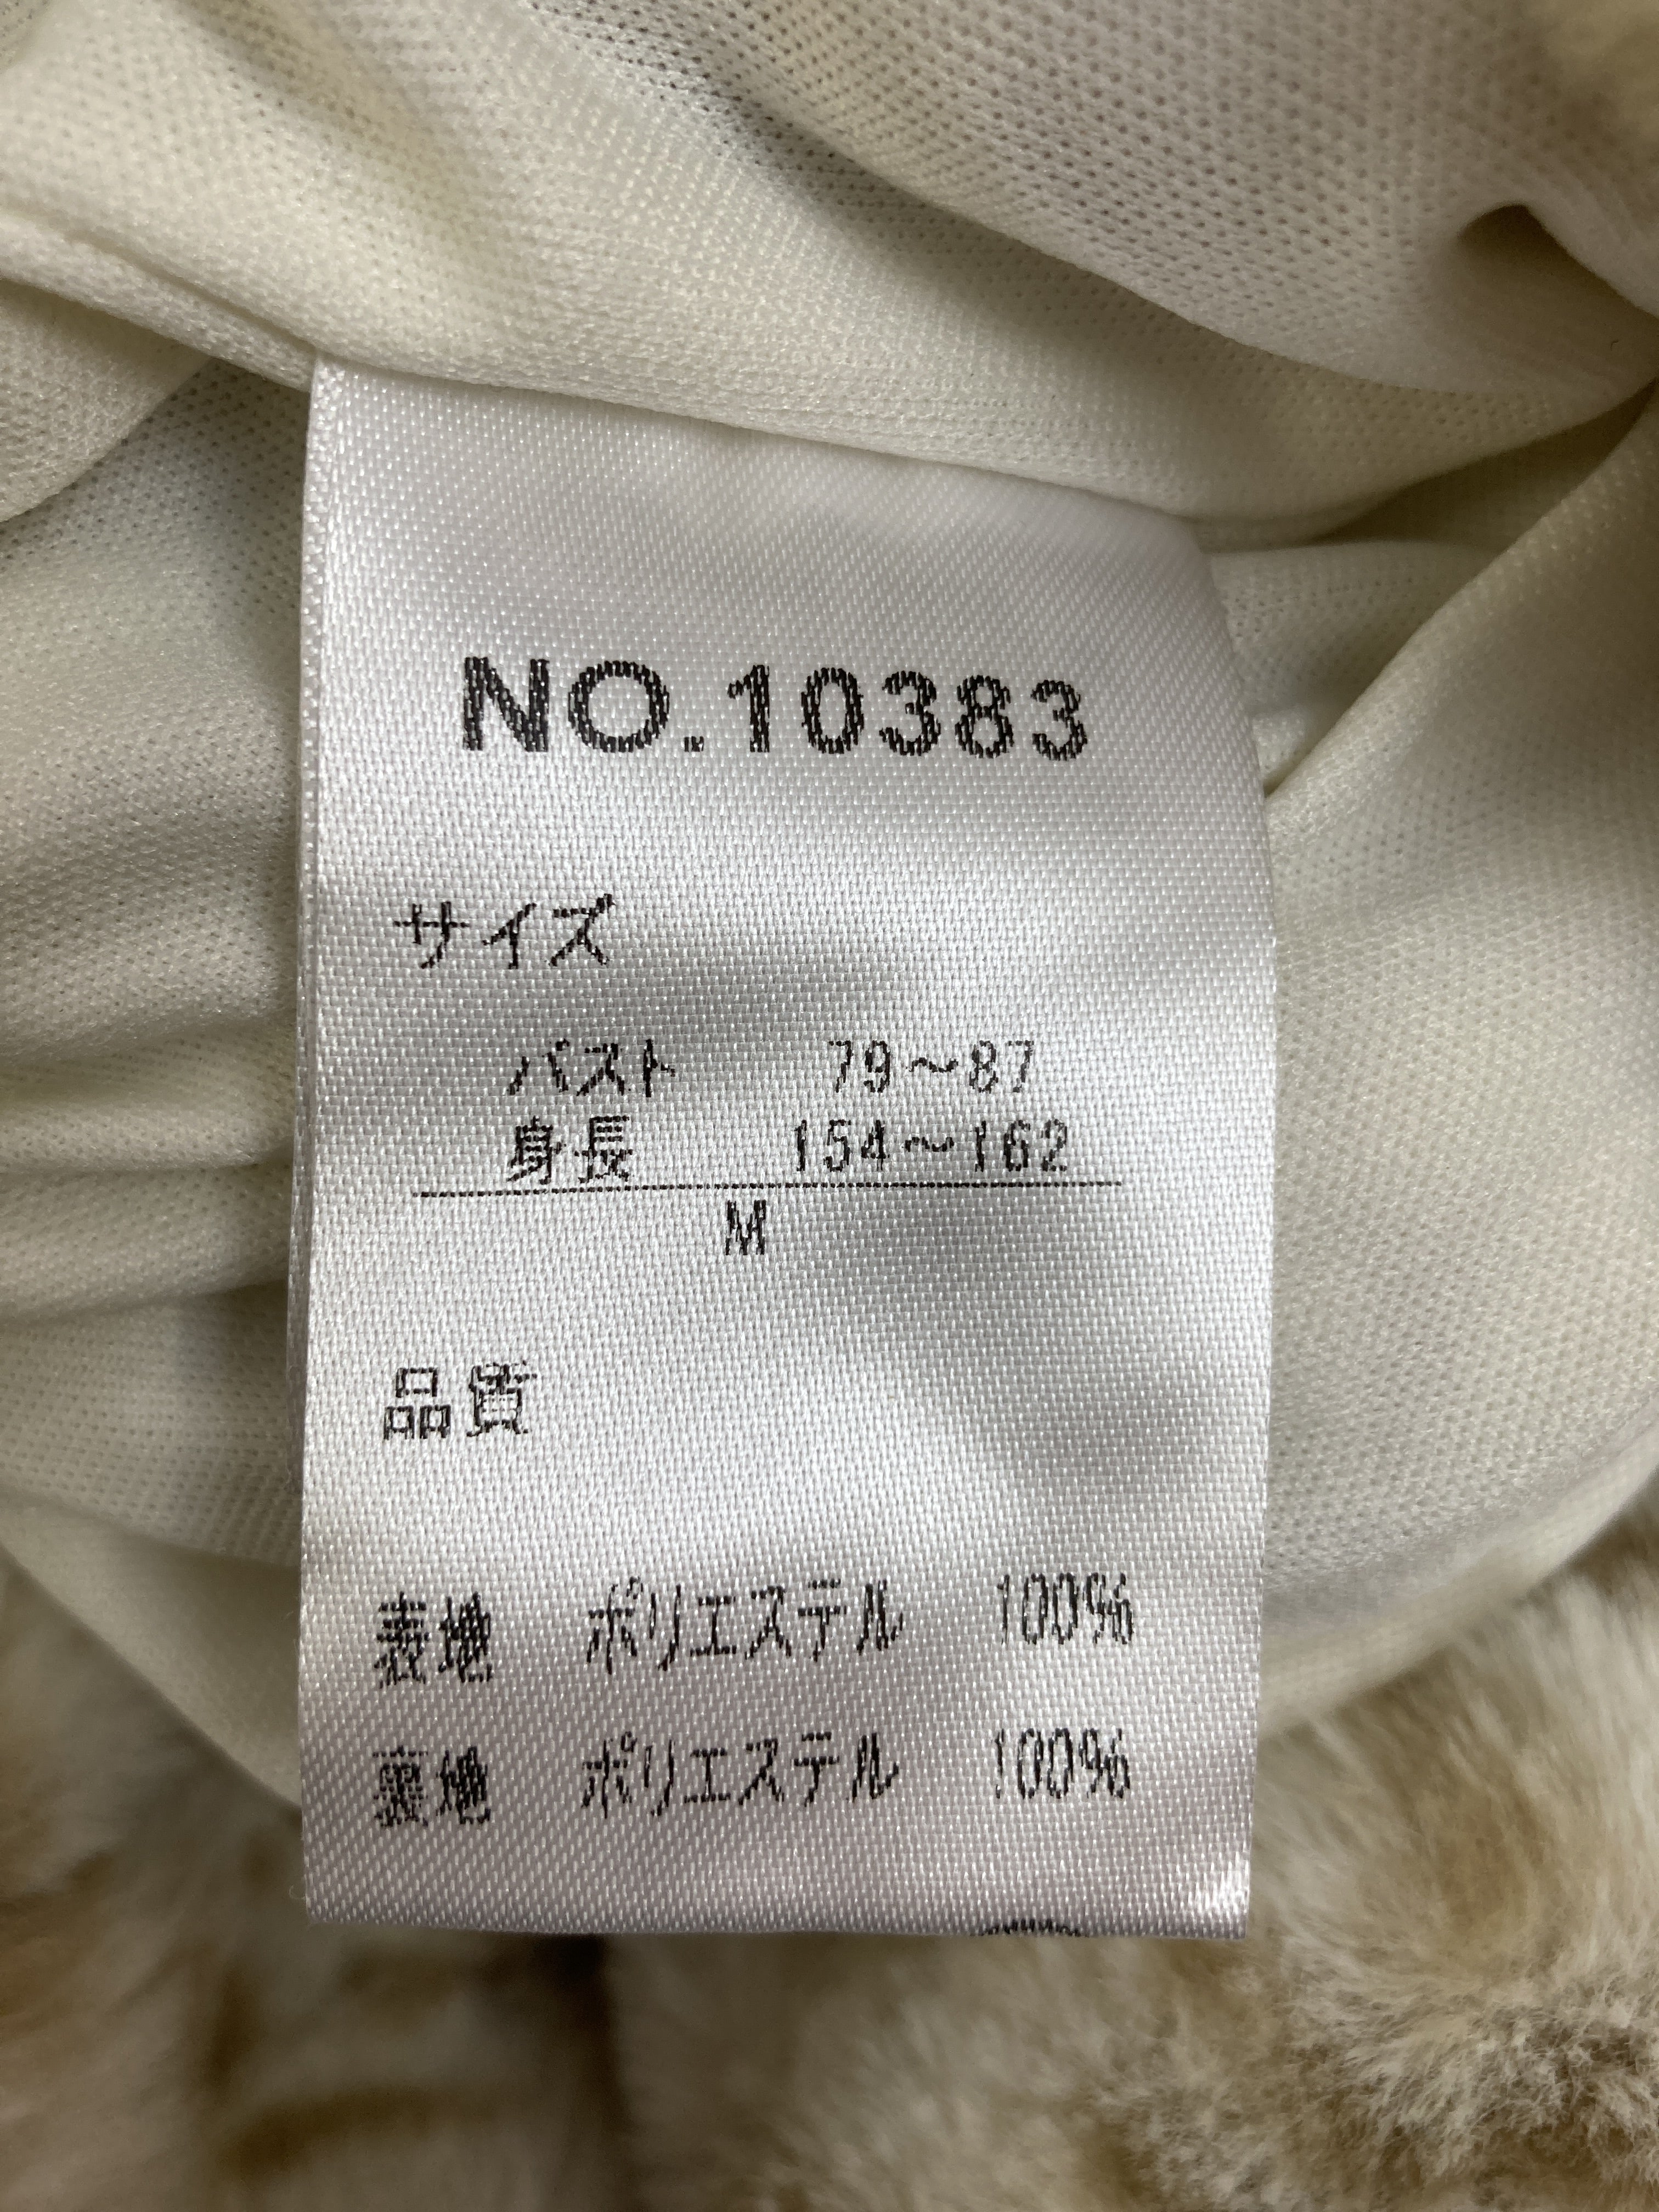 NO.10383
サイズ
バスト 79～87
身長 154～162
M
品質
表地 ポリエステル 100%
裏地 ポリエステル 100%